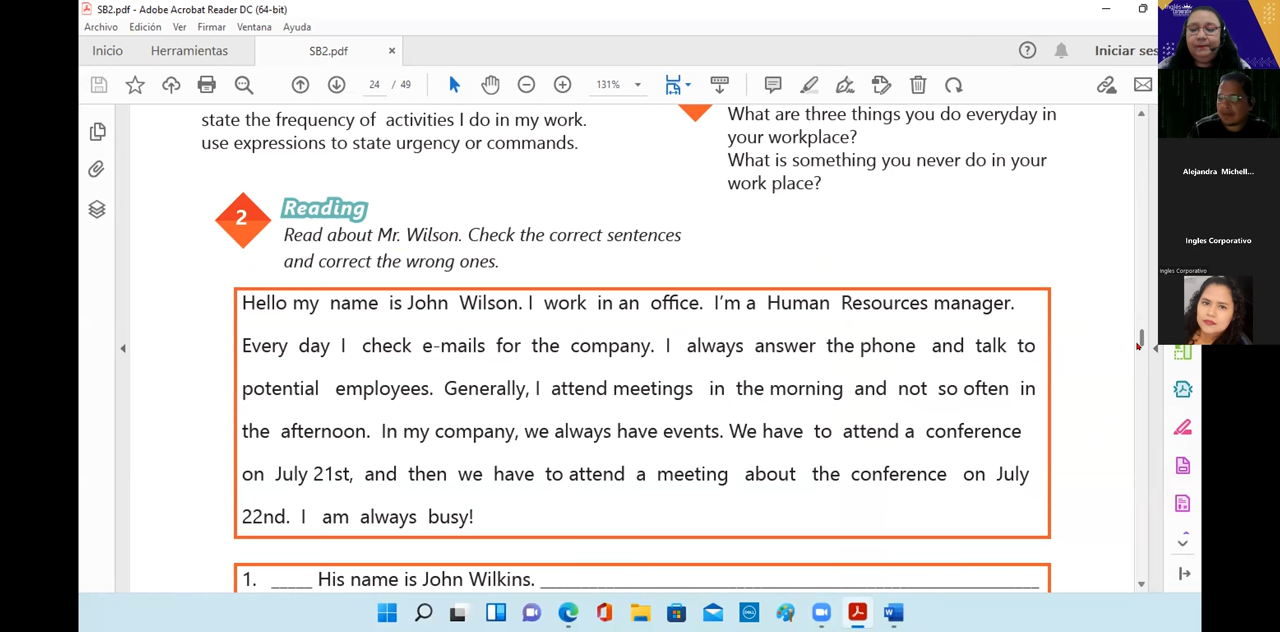 SB2.pdf - Adobe Acrobat Reader DC (64-bit)
Archivo Edición Ver Firmar Ventana Ayuda
Inicio Herramientas SB2.pdf × Iniciar ses
24 / 49 131%
state the frequency of activities I do in my work.
use expressions to state urgency or commands.
What are three things you do everyday in
your workplace?
What is something you never do in your
work place?
2 Reading
Read about Mr. Wilson. Check the correct sentences
and correct the wrong ones.
Hello my name is John Wilson. I work in an office. I'm a Human Resources manager.
Every day I check e-mails for the company. I always answer the phone and talk to
potential employees. Generally, I attend meetings in the morning and not so often in
the afternoon. In my company, we always have events. We have to attend a conference
on July 21st, and then we have to attend a meeting about the conference on July
22nd. I am always busy!
1. _____ His name is John Wilkins. ______________________________
Alejandra Michell...
Ingles Corporativo
Ingles Corporativo